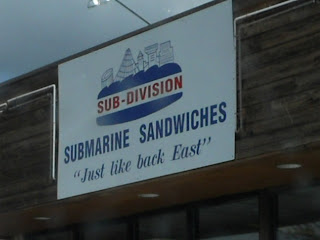 SUB-DIVISION
SUBMARINE SANDWICHES
"Just like back East"